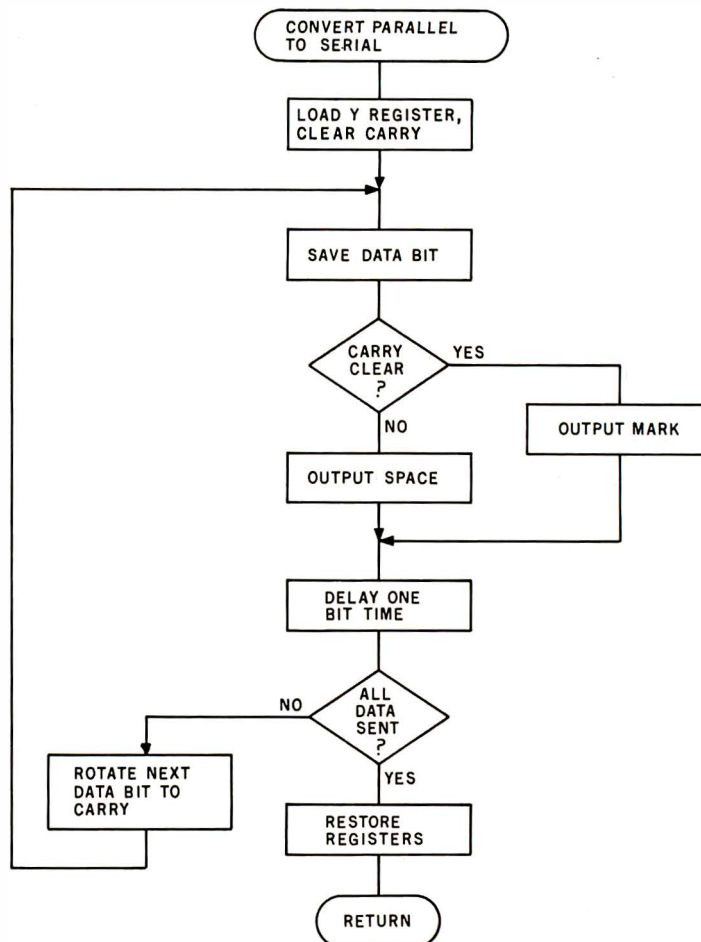 CONVERT PARALLEL
TO SERIAL
LOAD Y REGISTER,
CLEAR CARRY
SAVE DATA BIT
CARRY
CLEAR
?
YES
NO
OUTPUT MARK
OUTPUT SPACE
DELAY ONE
BIT TIME
ALL
DATA
SENT
?
NO
YES
ROTATE NEXT
DATA BIT TO
CARRY
RESTORE
REGISTERS
RETURN